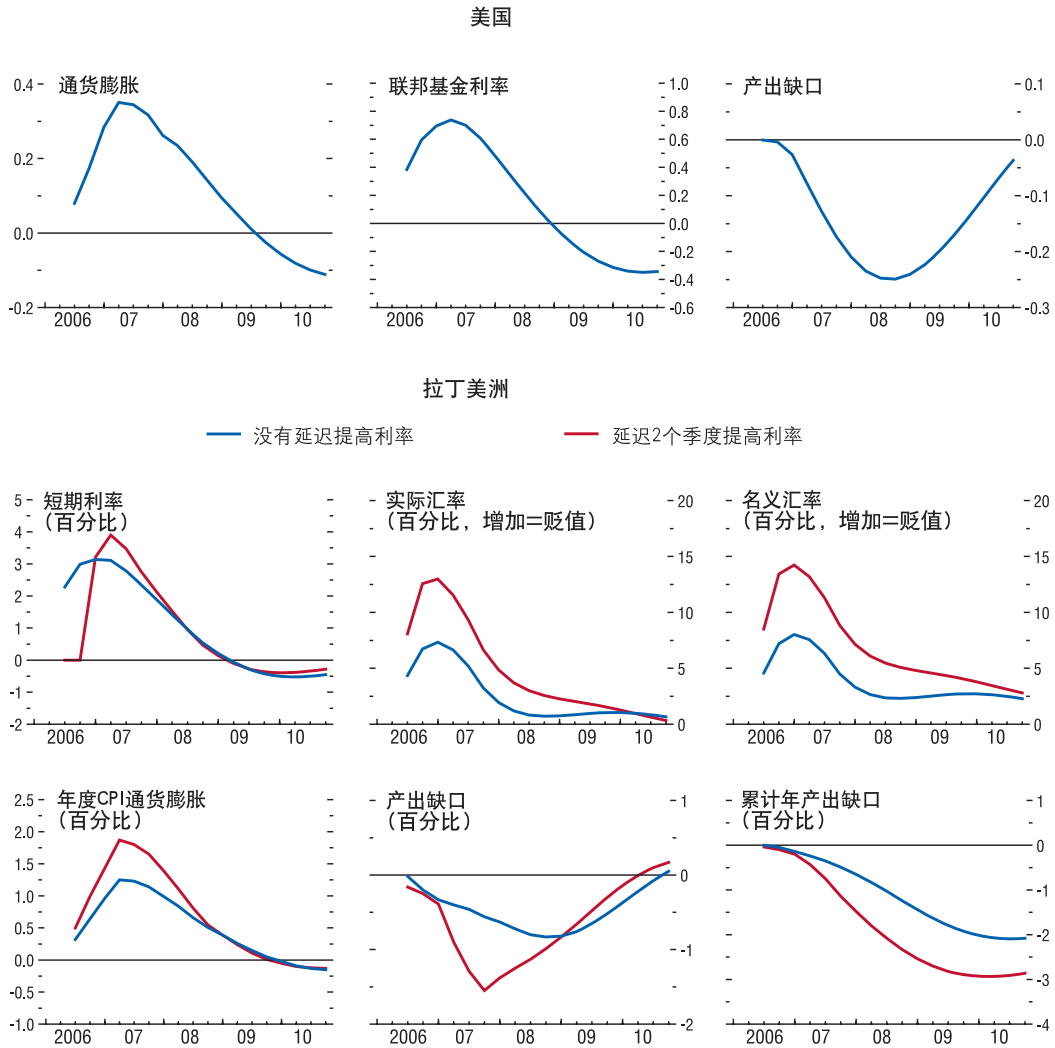 美国
通货膨胀
0.4
0.2
0.0
-0.2
2006 07 08 09 10
联邦基金利率
1.0
0.8
0.6
0.4
0.2
0.0
-0.2
-0.4
-0.6
2006 07 08 09 10
产出缺口
0.1
0.0
-0.1
-0.2
-0.3
2006 07 08 09 10
拉丁美洲
没有延迟提高利率 延迟2个季度提高利率
短期利率
（百分比）
5
4
3
2
1
0
-1
-2
2006 07 08 09 10
实际汇率
（百分比，增加=贬值）
20
15
10
5
0
2006 07 08 09 10
名义汇率
（百分比，增加=贬值）
20
15
10
5
0
2006 07 08 09 10
年度CPI通货膨胀
（百分比）
2.5
2.0
1.5
1.0
0.5
0.0
-0.5
-1.0
2006 07 08 09 10
产出缺口
（百分比）
1
0
-1
-2
2006 07 08 09 10
累计年产出缺口
（百分比）
1
0
-1
-2
-3
-4
2006 07 08 09 10